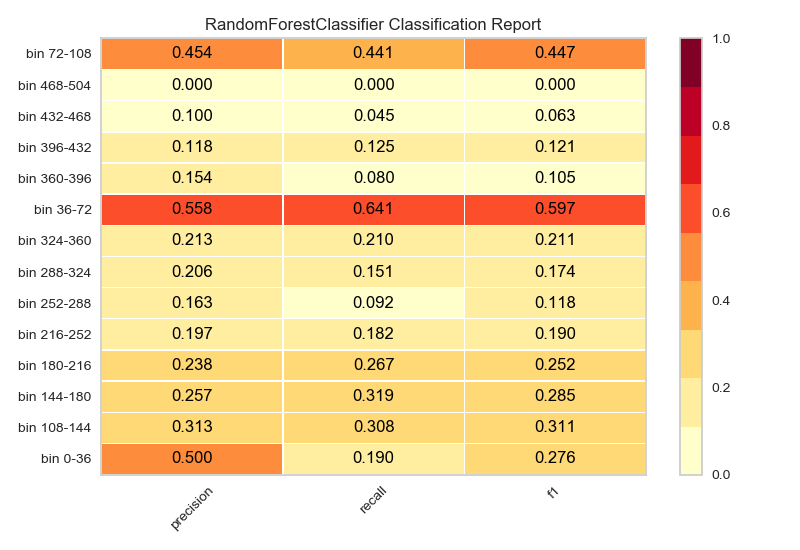 RandomForestClassifier Classification Report
bin 72-108 0.454 0.441 0.447
bin 468-504 0.000 0.000 0.000
bin 432-468 0.100 0.045 0.063
bin 396-432 0.118 0.125 0.121
bin 360-396 0.154 0.080 0.105
bin 36-72 0.558 0.641 0.597
bin 324-360 0.213 0.210 0.211
bin 288-324 0.206 0.151 0.174
bin 252-288 0.163 0.092 0.118
bin 216-252 0.197 0.182 0.190
bin 180-216 0.238 0.267 0.252
bin 144-180 0.257 0.319 0.285
bin 108-144 0.313 0.308 0.311
bin 0-36 0.500 0.190 0.276
precision recall f1
1.0
0.8
0.6
0.4
0.2
0.0